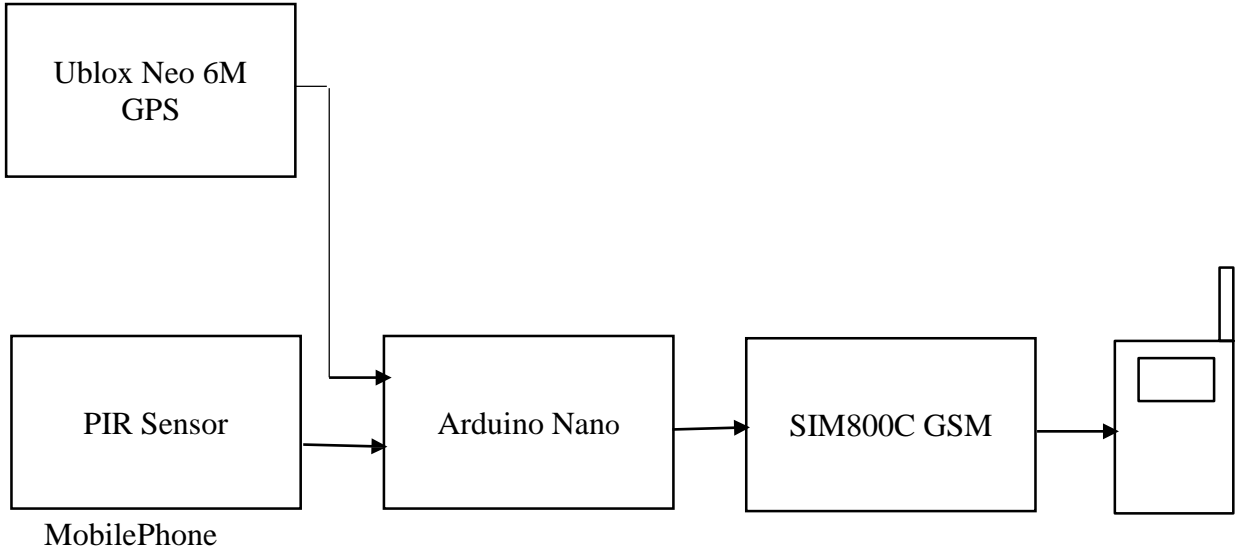 Ublox Neo 6M
GPS
PIR Sensor
Arduino Nano
SIM800C GSM
MobilePhone